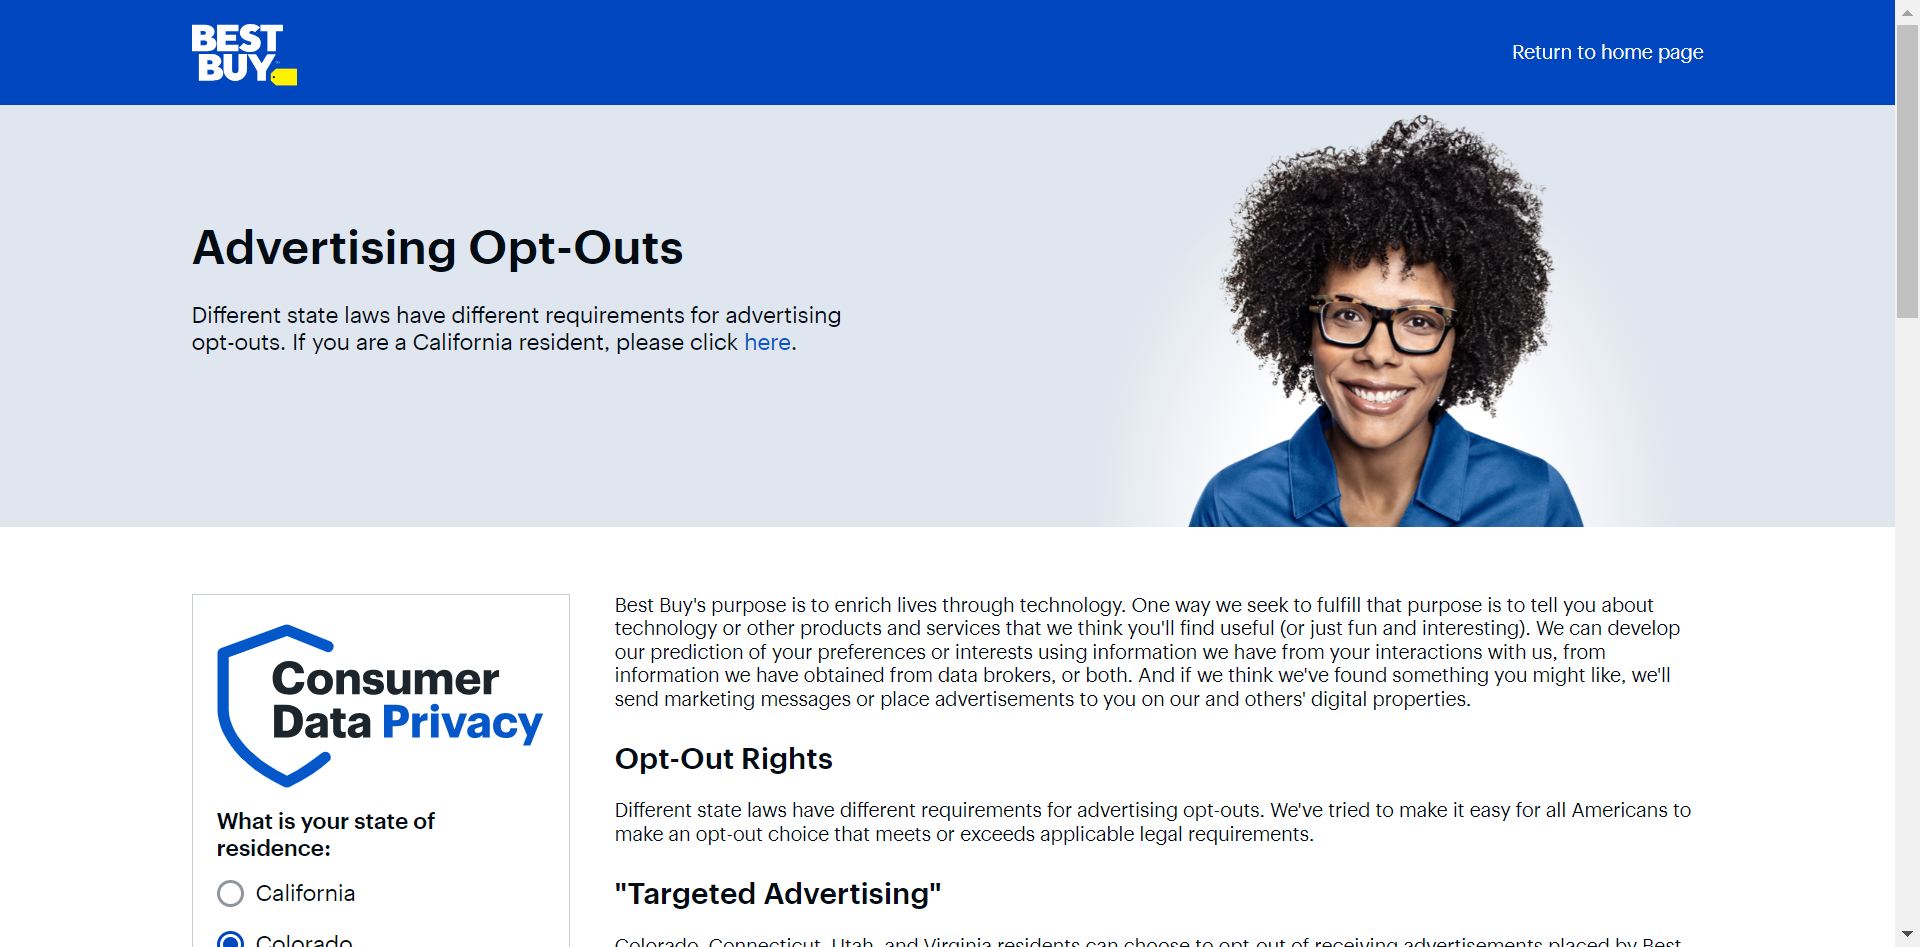 BEST
BUY
Return to home page
Advertising Opt-Outs
Different state laws have different requirements for advertising
opt-outs. If you are a California resident, please click here.
Consumer
Data Privacy
What is your state of
residence:
California
Colorado
Best Buy's purpose is to enrich lives through technology. One way we seek to fulfill that purpose is to tell you about
technology or other products and services that we think you'll find useful (or just fun and interesting). We can develop
our prediction of your preferences or interests using information we have from your interactions with us, from
information we have obtained from data brokers, or both. And if we think we've found something you might like, we'll
send marketing messages or place advertisements to you on our and others' digital properties.
Opt-Out Rights
Different state laws have different requirements for advertising opt-outs. We've tried to make it easy for all Americans to
make an opt-out choice that meets or exceeds applicable legal requirements.
"Targeted Advertising"
Colorado, Connecticut, Utah, and Virginia residents can choose to opt-out of receiving advertisements placed by Best